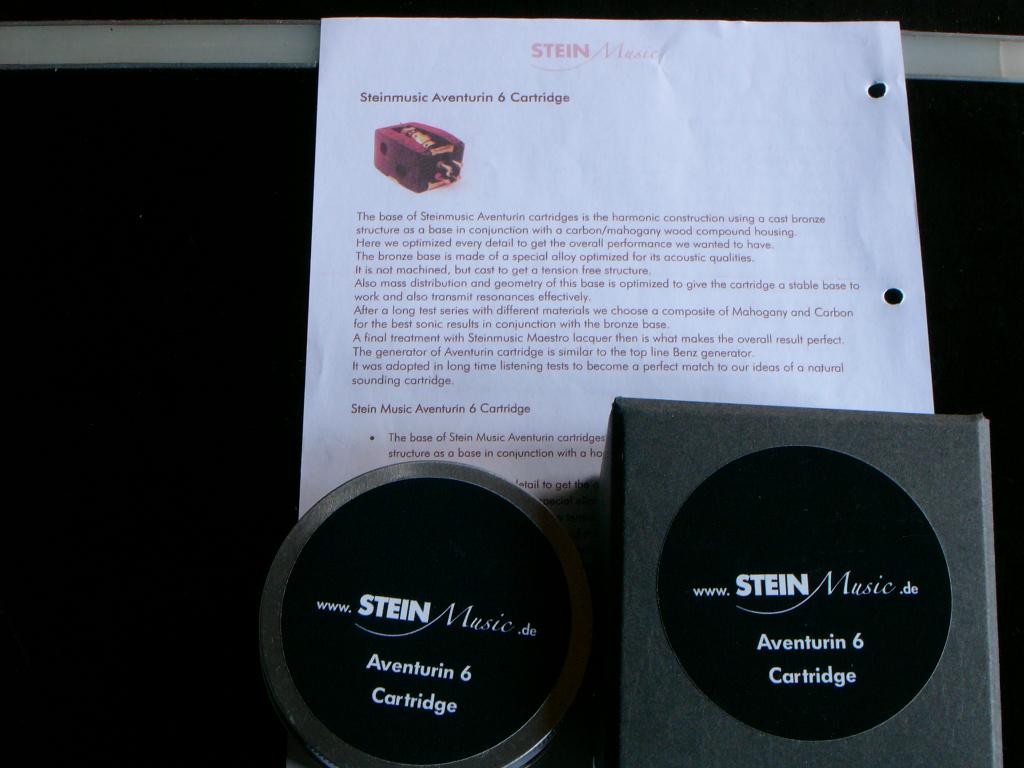 STEIN Music
Steinmusic Aventurin 6 Cartridge
The base of Steinmusic Aventurin cartridges is the harmonic construction using a cast bronze
structure as a base in conjunction with a carbon/mahogany wood compound housing.
Here we optimized every detail to get the overall performance we wanted to have.
The bronze base is made of a special alloy optimized for its acoustic qualities.
It is not machined, but cast to get a tension free structure.
Also mass distribution and geometry of this base is optimized to give the cartridge a stable base to
work and also transmit resonances effectively.
After a long test series with different materials we choose a composite of Mahogany and Carbon
for the best sonic results in conjunction with the bronze base.
A final treatment with Steinmusic Maestro lacquer then is what makes the overall result perfect.
The generator of Aventurin cartridge is similar to the top line Benz generator.
It was adopted in long time listening tests to become a perfect match to our ideas of a natural
sounding cartridge.
Stein Music Aventurin 6 Cartridge
• The base of Stein Music Aventurin cartridges
structure as a base in conjunction with a ho
etail to get the
pecial
www. STEIN Music .de
Aventurin 6
Cartridge
www. STEIN Music .de
Aventurin 6
Cartridge